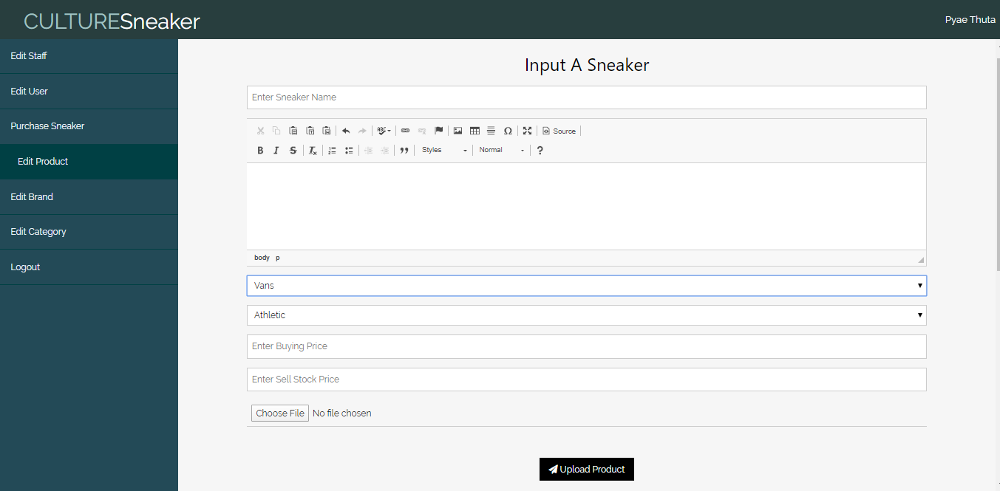 CULTURESneaker
Pyae Thuta
Edit Staff
Edit User
Purchase Sneaker
Edit Product
Edit Brand
Edit Category
Logout
Input A Sneaker
Enter Sneaker Name
ABC
Ω
Source
B I S Tx
Styles
Normal
?
body p
Vans
Athletic
Enter Buying Price
Enter Sell Stock Price
Choose File No file chosen
Upload Product